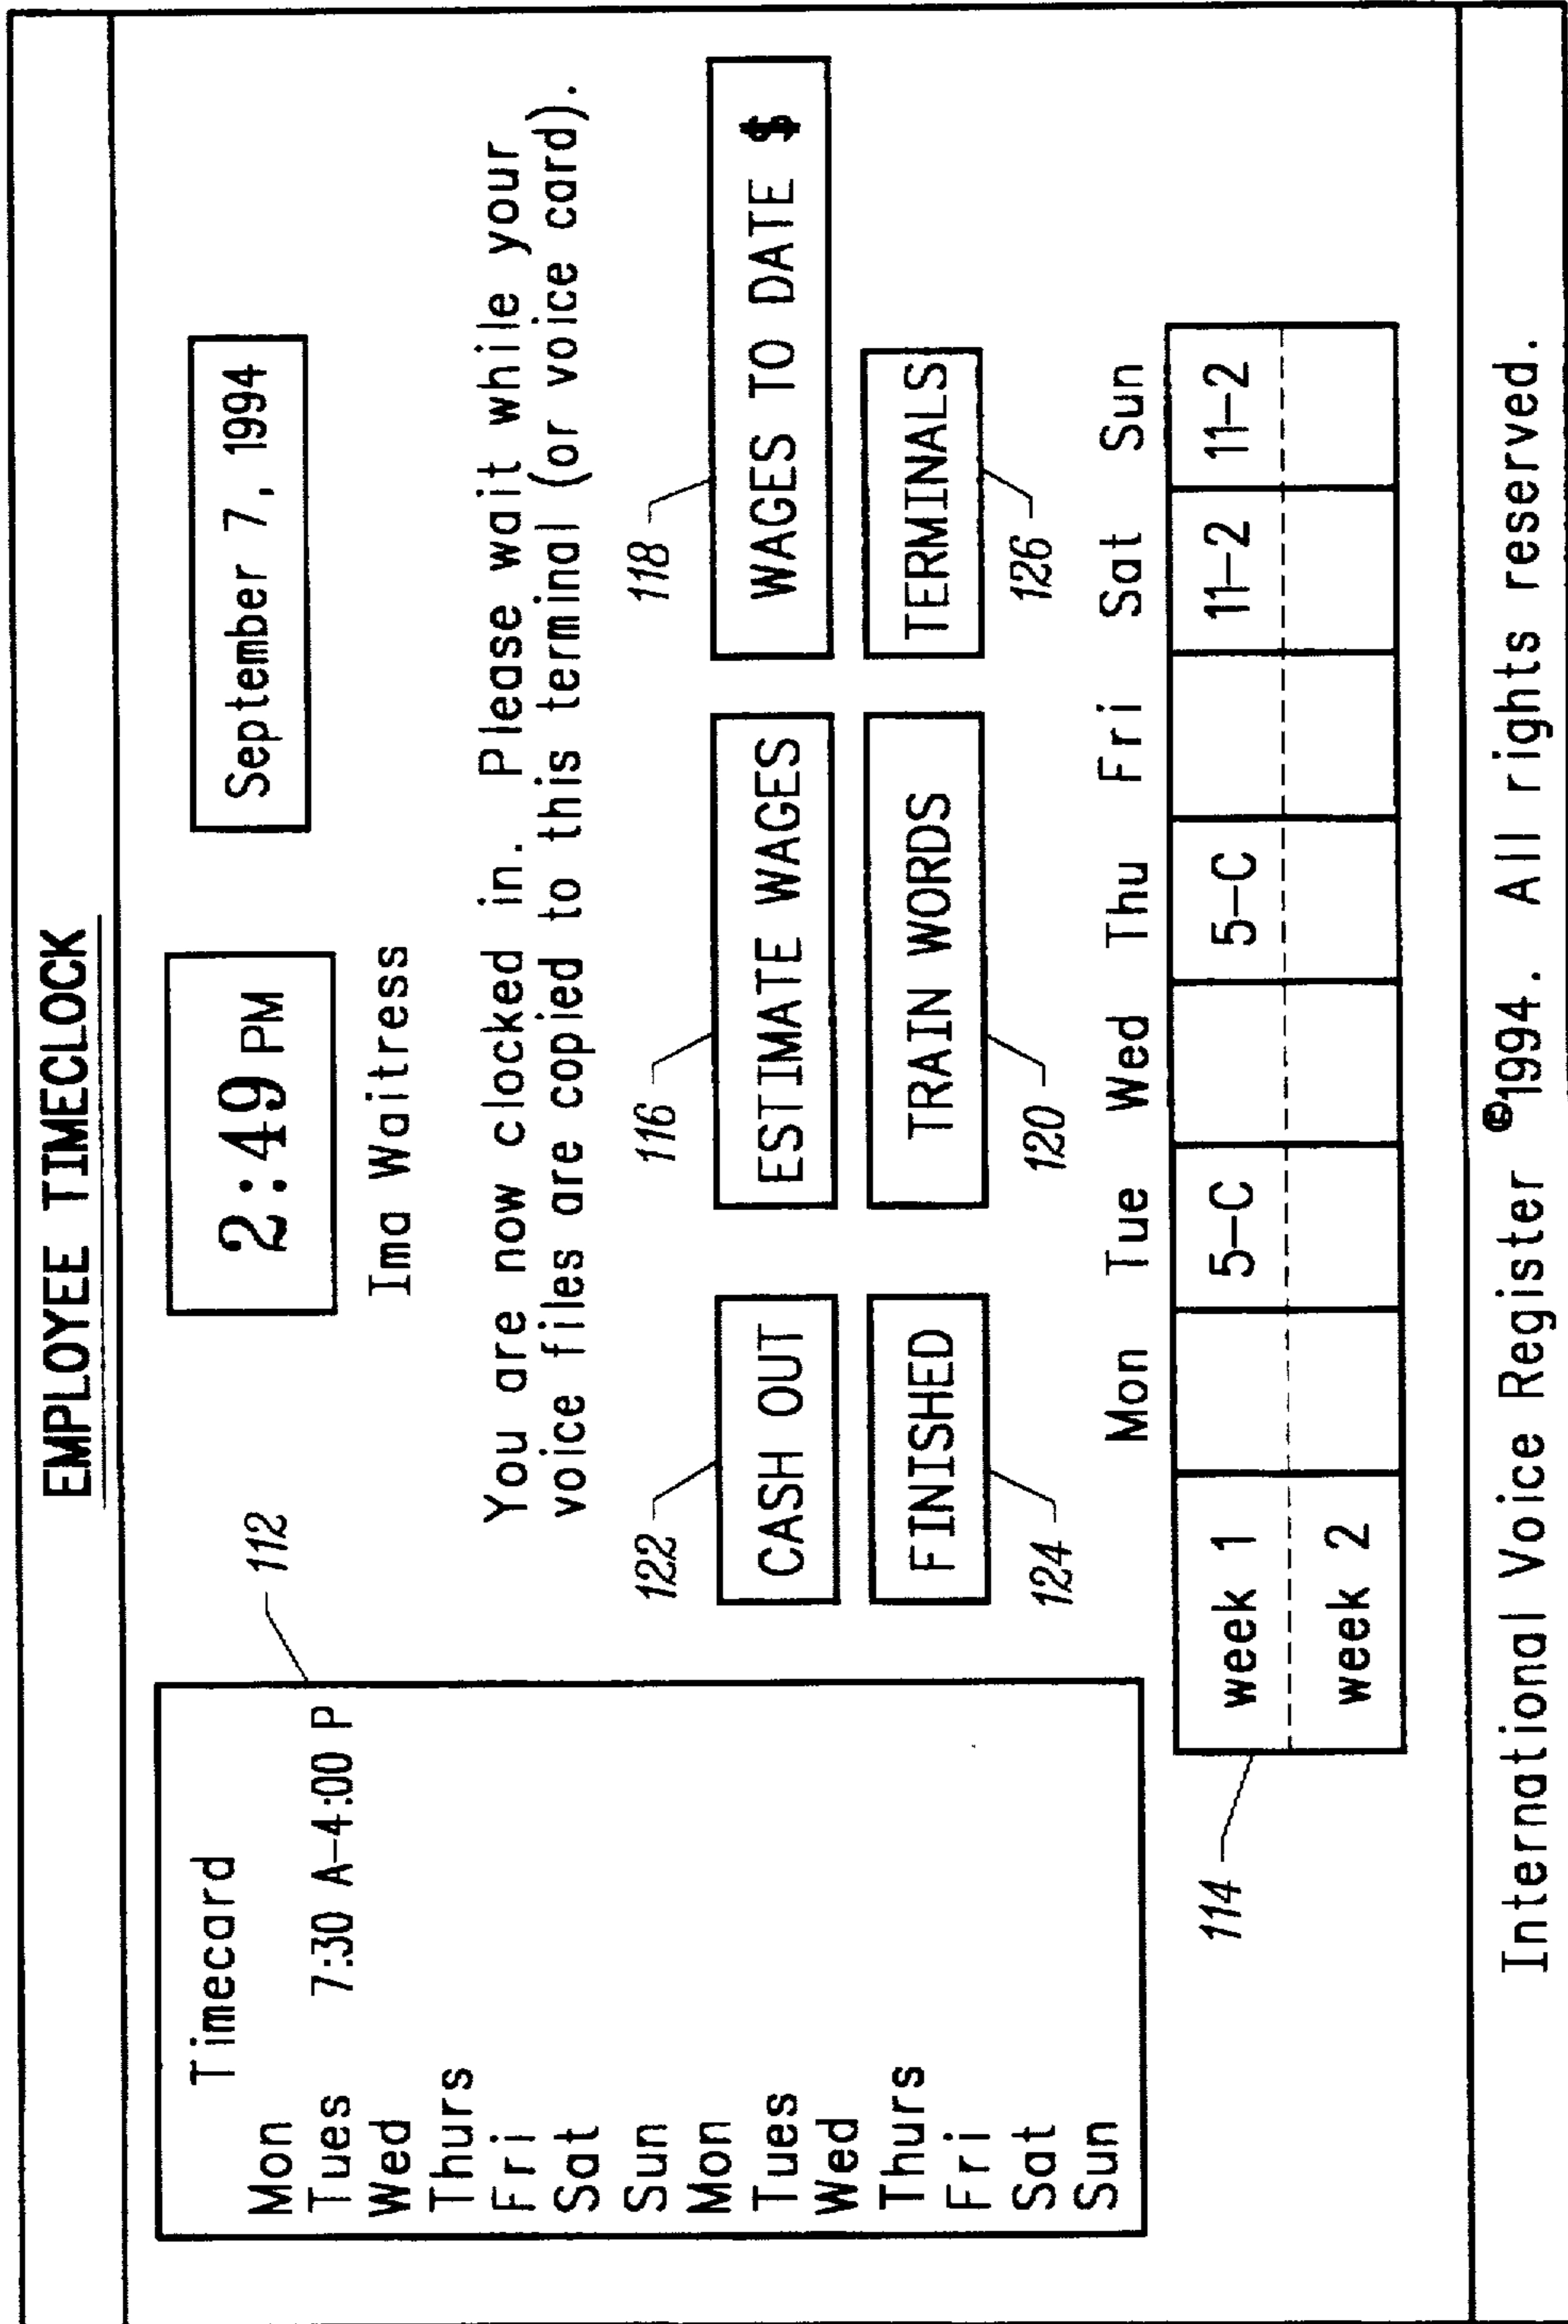 EMPLOYEE TIMECLOCK
2:49 PM
September 7, 1994
Ima Waitress
112
Timecard
Mon
Tues 7:30 A-4:00 P
Wed
Thurs
Fri
Sat
Sun
Mon
Tues
Wed
Thurs
Fri
Sat
Sun
You are now clocked in. Please wait while your
voice files are copied to this terminal (or voice card).
122 116 118
CASH OUT ESTIMATE WAGES WAGES TO DATE $
FINISHED TRAIN WORDS TERMINALS
124 120 126
Mon Tue Wed Thu Fri Sat Sun
week 1 5-C 5-C 11-2 11-2
week 2
114
International Voice Register ©1994. All rights reserved.